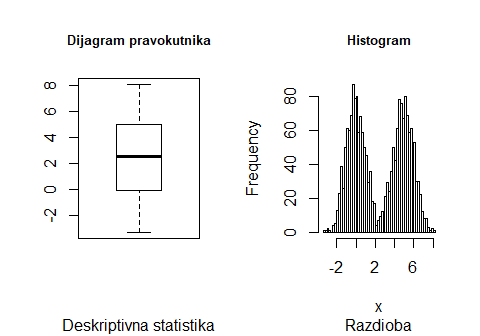 Dijagram pravokutnika
8
6
4
2
0
-2
Deskriptivna statistika
Histogram
Frequency
80
60
40
20
0
-2 2 6
x
Razdioba